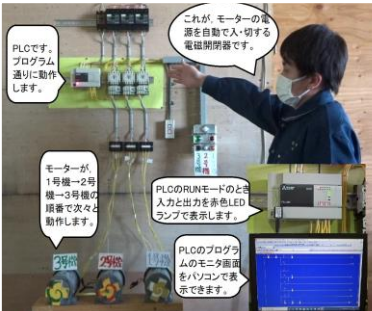 これが、モーターの電
源を自動で入・切する
電磁開閉器です。
PLCです。
プログラム
通りに動作
します。
モーターが、
1号機→2号
機→3号機の
順番で次々と
動作します。
PLCのRUNモードのとき
入力と出力を赤色LED
ランプで表示します。
PLCのプログラ
ムのモニタ画面
をパソコンで表
示できます。
3号機
2号機
1号機